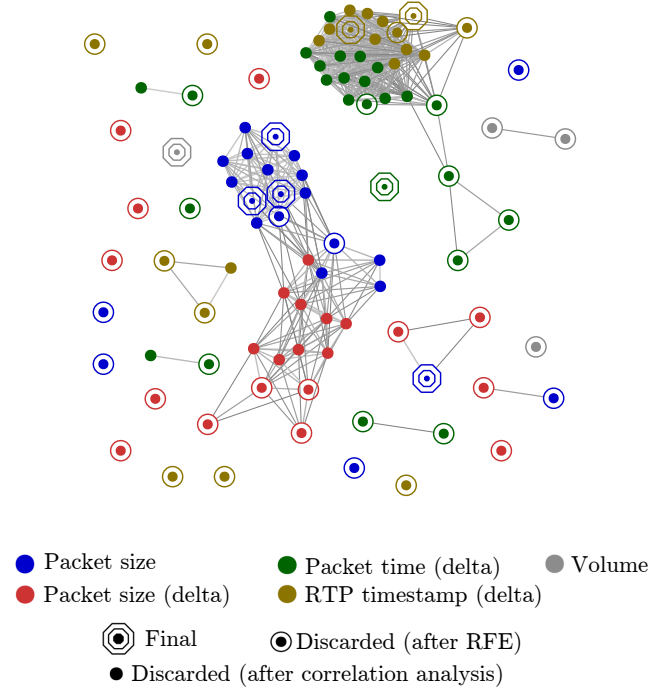 Packet size
Packet time (delta)
Volume
Packet size (delta)
RTP timestamp (delta)
Final
Discarded (after RFE)
Discarded (after correlation analysis)